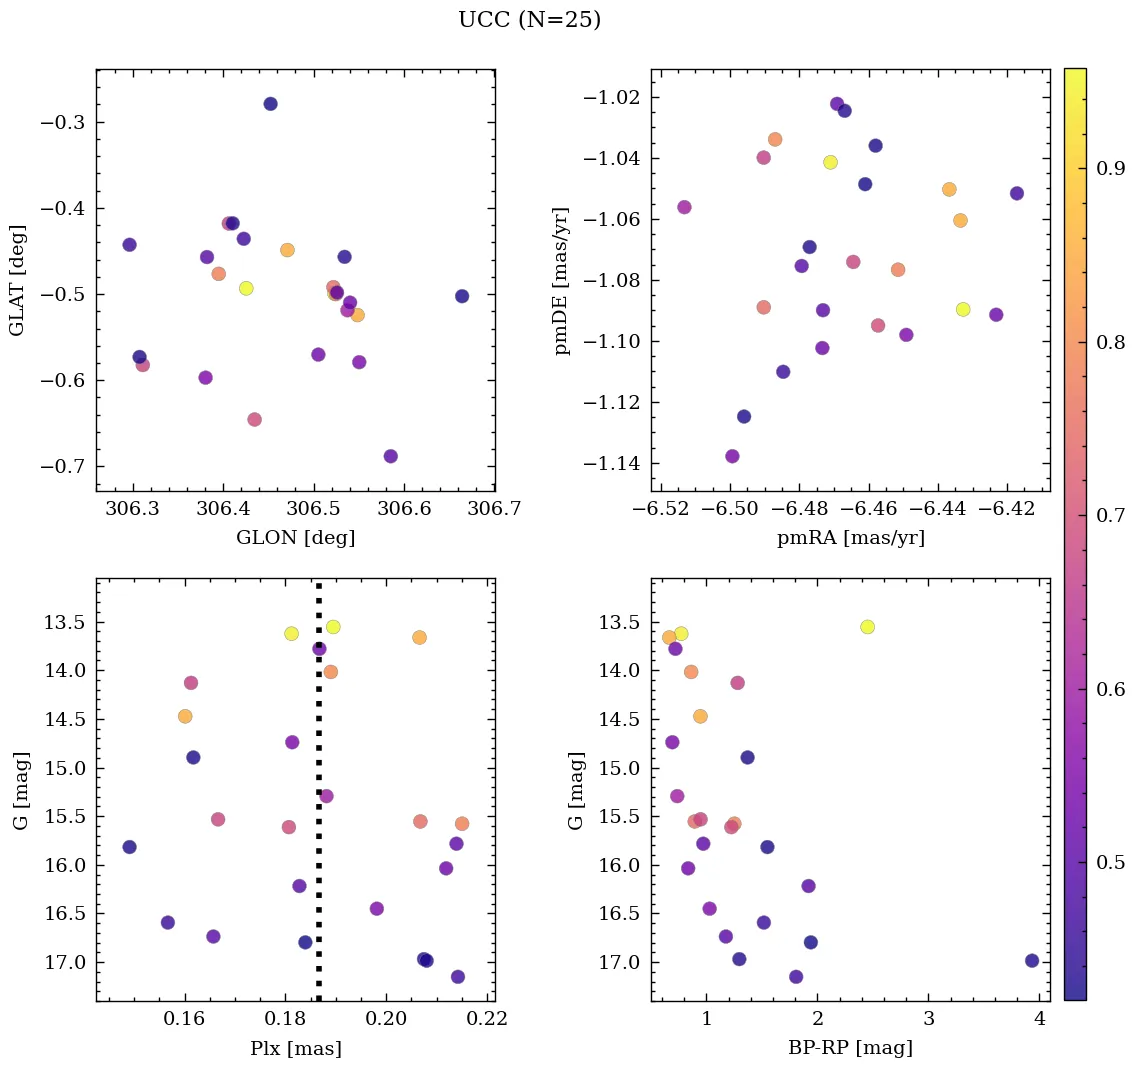 UCC (N=25)
−0.3
−0.4
−0.5
−0.6
−0.7
GLAT [deg]
306.3 306.4 306.5 306.6 306.7
GLON [deg]
−1.02
−1.04
−1.06
−1.08
−1.10
−1.12
−1.14
pmDE [mas/yr]
−6.52 −6.50 −6.48 −6.46 −6.44 −6.42
pmRA [mas/yr]
0.9
0.8
0.7
0.6
0.5
13.5
14.0
14.5
15.0
15.5
16.0
16.5
17.0
G [mag]
0.16 0.18 0.20 0.22
Plx [mas]
13.5
14.0
14.5
15.0
15.5
16.0
16.5
17.0
G [mag]
1 2 3 4
BP-RP [mag]